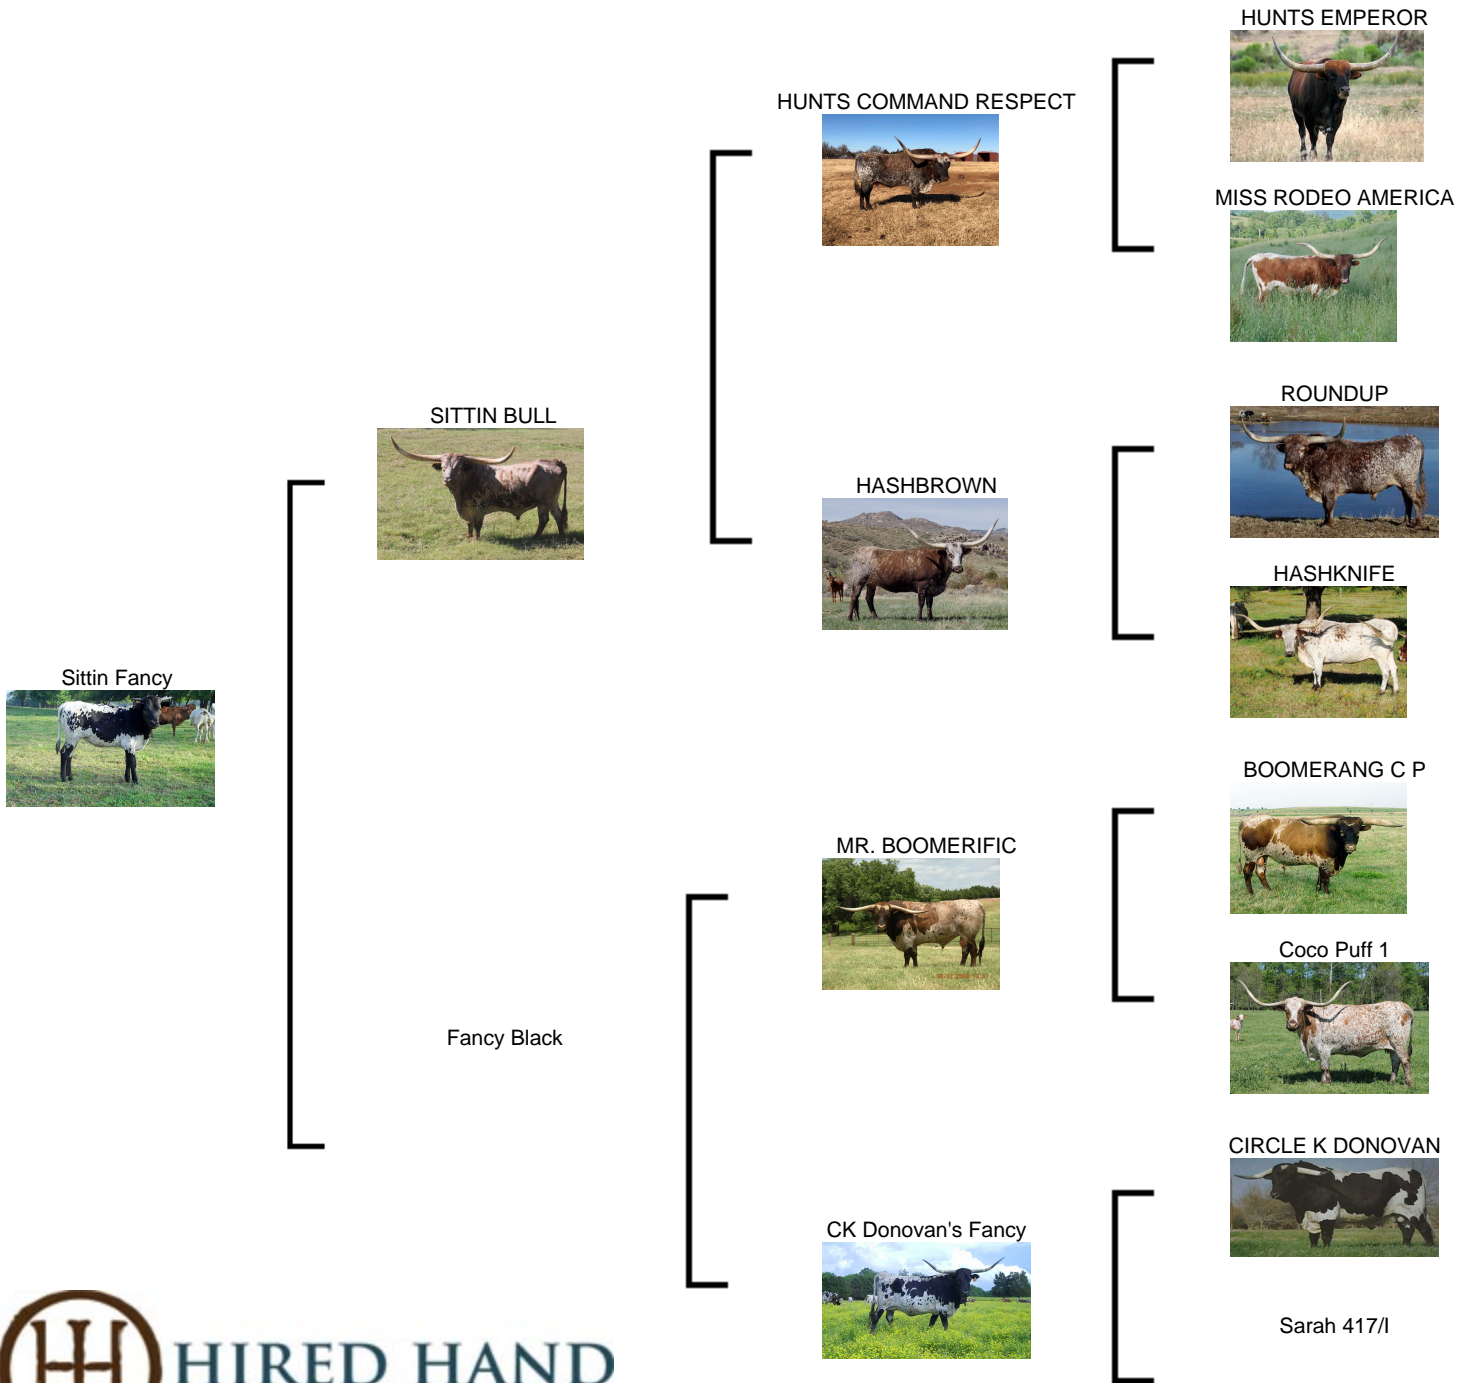 HUNTS EMPEROR
HUNTS COMMAND RESPECT
MISS RODEO AMERICA
ROUNDUP
SITTIN BULL
HASHBROWN
HASHKNIFE
Sittin Fancy
BOOMERANG C P
MR. BOOMERIFIC
Coco Puff 1
Fancy Black
CIRCLE K DONOVAN
CK Donovan's Fancy
Sarah 417/I
HIRED HAND